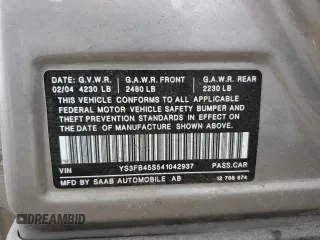 DATE: G.V.W.R. G.A.W.R. FRONT G.A.W.R. REAR
02/04 4230 LB 2480 LB 2230 LB
THIS VEHICLE CONFORMS TO ALL APPLICABLE
FEDERAL MOTOR VEHICLE SAFETY BUMPER AND
THEFT PREVENTION STANDARDS IN EFFECT ON
THE DATE OF MANUFACTURE SHOWN ABOVE.
YS3FB45S541042937
VIN PASS.CAR
MFD BY SAAB AUTOMOBILE AB 12 788 674
DREAMBID